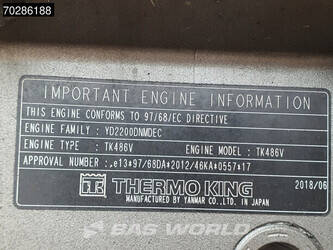 70286188
IMPORTANT ENGINE INFORMATION
THIS ENGINE CONFORMS TO 97/68/EC DIRECTIVE
ENGINE FAMILY : YD2200DNMDEC
ENGINE TYPE : TK486V ENGINE MODEL : TK486V
APPROVAL NUMBER : *e13*97/68DA*2012/46KA*0557*17
THERMO KING
2018/06
MANUFACTURED BY YANMAR CO.,LTD. IN JAPAN
BAS WORLD